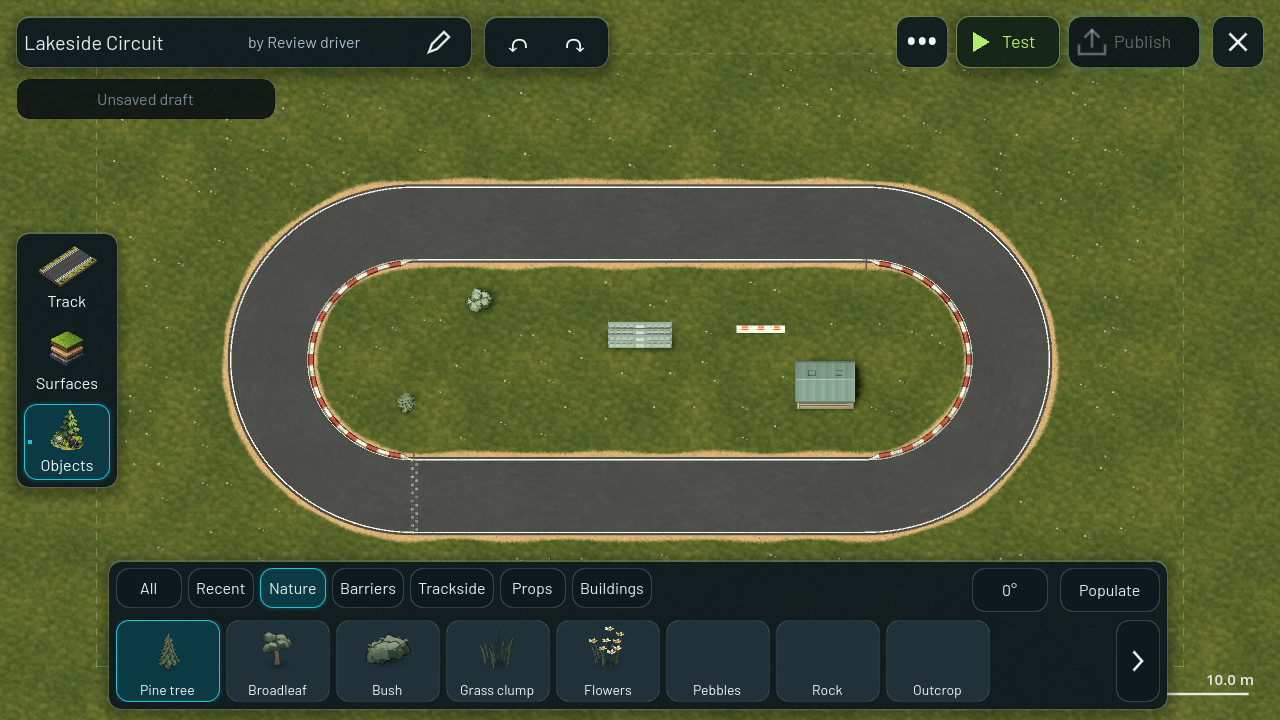 Lakeside Circuit by Review driver
••• Test Publish
Unsaved draft
Track
Surfaces
Objects
All Recent Nature Barriers Trackside Props Buildings 0° Populate
Pine tree Broadleaf Bush Grass clump Flowers Pebbles Rock Outcrop
10.0 m